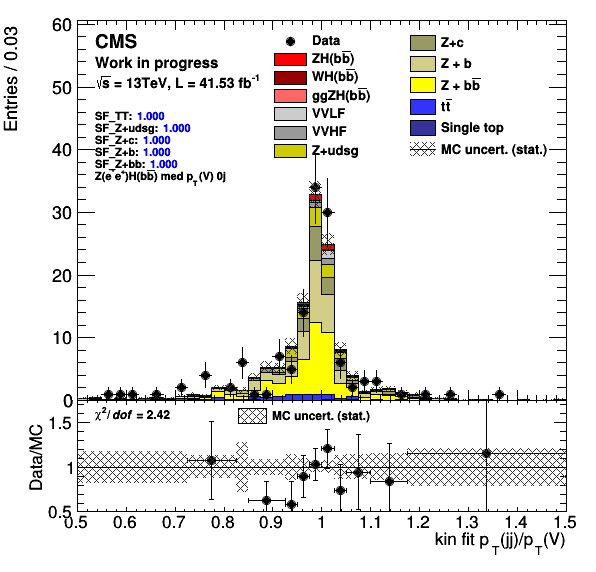 Entries / 0.03
60
50
40
30
20
10
0
CMS
Work in progress
√s = 13TeV, L = 41.53 fb⁻¹
SF_TT: 1.000
SF_Z+udsg: 1.000
SF_Z+c: 1.000
SF_Z+b: 1.000
SF_Z+bb: 1.000
Z(e⁻e⁺)H(bb̅) med p_T(V) 0j
Data
ZH(bb̅)
WH(bb̅)
ggZH(bb̅)
VVLF
VVHF
Z+udsg
Z+c
Z + b
Z + bb̅
tt̅
Single top
MC uncert. (stat.)
Data/MC
1.5
1
0.5
χ²/dof = 2.42
MC uncert. (stat.)
0.5 0.6 0.7 0.8 0.9 1 1.1 1.2 1.3 1.4 1.5
kin fit p_T(jj)/p_T(V)